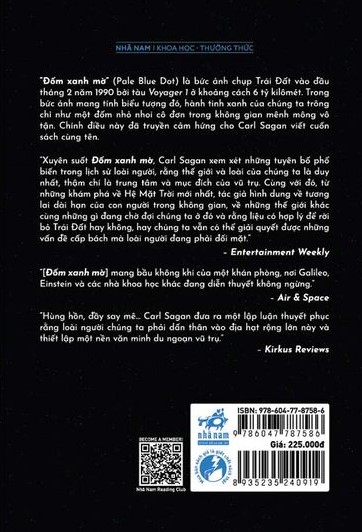 NHÃ NAM | KHOA HỌC - THƯỜNG THỨC
"Đốm xanh mờ" (Pale Blue Dot) là bức ảnh chụp Trái Đất vào đầu
tháng 2 năm 1990 bởi tàu Voyager 1 ở khoảng cách 6 tỷ kilômét. Trong
bức ảnh mang tính biểu tượng đó, hành tinh xanh của chúng ta trông
chỉ như một đốm nhỏ nhoi cô đơn trong không gian mênh mông vô
tận. Chính điều này đã truyền cảm hứng cho Carl Sagan viết cuốn
sách cùng tên.
"Xuyên suốt Đốm xanh mờ, Carl Sagan xem xét những tuyên bố phổ
biến trong lịch sử loài người, rằng thế giới và loài của chúng ta là duy
nhất, thậm chí là trung tâm và mục đích của vũ trụ. Cùng với đó, từ
những khám phá về Hệ Mặt Trời mới nhất, tác giả hình dung về tương
lai dài hạn của con người trong không gian, về những thế giới khác
cùng những gì đang chờ đợi chúng ta ở đó và rằng liệu có hợp lý để rời
bỏ Trái Đất hay không, hay chúng ta vẫn có thể giải quyết được những
vấn đề cấp bách mà loài người đang phải đối mặt."
– Entertainment Weekly
"[Đốm xanh mờ] mang bầu không khí của một khán phòng, nơi Galileo,
Einstein và các nhà khoa học khác đang diễn thuyết không ngừng."
– Air & Space
"Hùng hồn, đầy say mê... Carl Sagan đưa ra một lập luận thuyết phục
rằng loài người chúng ta phải dấn thân vào địa hạt rộng lớn này và
thiết lập một nền văn minh du ngoạn vũ trụ."
– Kirkus Reviews
ISBN: 978-604-77-8758-6
nhã nam
9 786047 787586
Giá: 225.000đ
BECOME A MEMBER!
Nhã Nam Reading Club
8 935235 240919